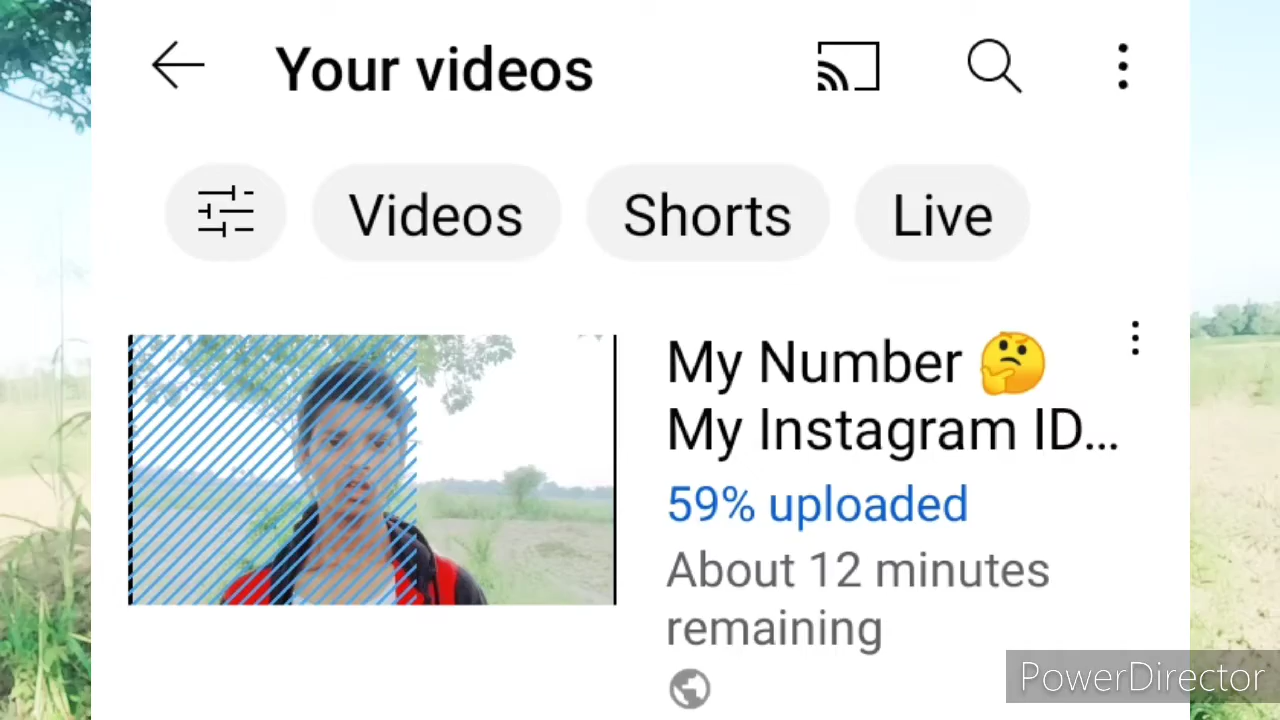 Your videos
Videos Shorts Live
My Number 🤔
My Instagram ID...
59% uploaded
About 12 minutes
remaining
PowerDirector